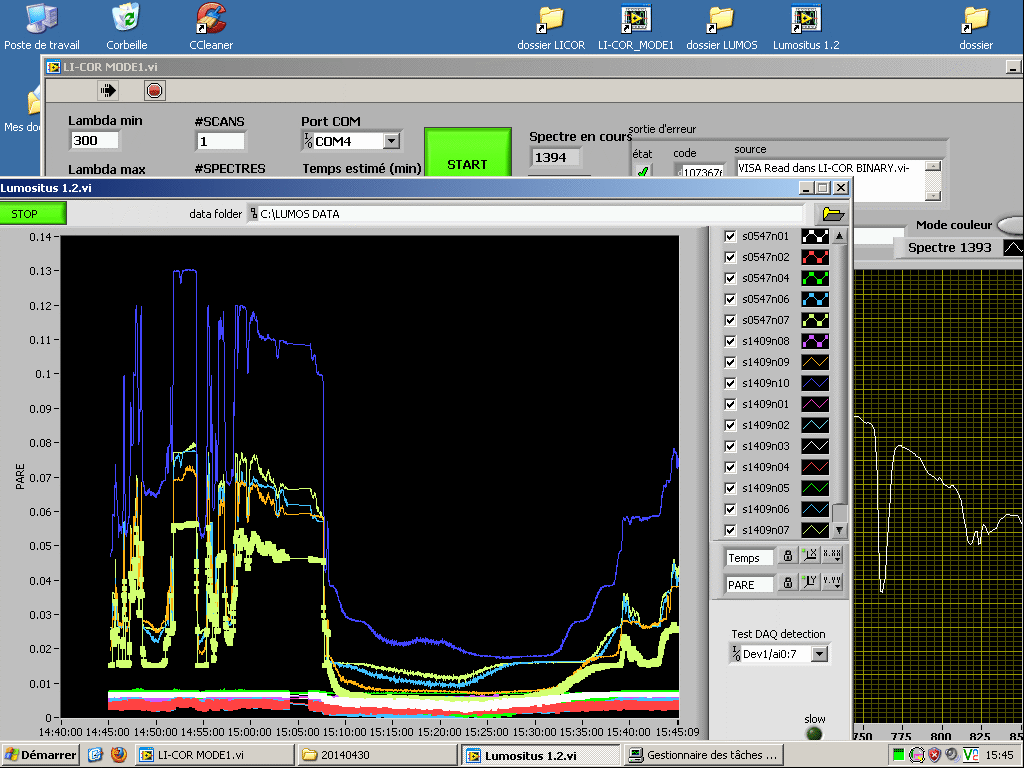 Poste de travail
Corbeille
CCleaner
dossier LICOR
LI-COR_MODE1
dossier LUMOS
Lumositus 1.2
dossier
LI-COR MODE1.vi
Lambda min
#SCANS
Port COM
300
1
COM4
START
Spectre en cours
1394
sortie d'erreur
état
code
source
VISA Read dans LI-COR BINARY.vi-
Lambda max
#SPECTRES
Temps estimé (min)
Mode couleur
Spectre 1393
Lumositus 1.2.vi
STOP
data folder
C:\LUMOS DATA
PARE
0.14
0.13
0.12
0.11
0.1
0.09
0.08
0.07
0.06
0.05
0.04
0.03
0.02
0.01
0
14:40:00
14:45:00
14:50:00
14:55:00
15:00:00
15:05:00
15:10:00
15:15:00
15:20:00
15:25:00
15:30:00
15:35:00
15:40:00
15:45:09
s0547n01
s0547n02
s0547n04
s0547n06
s0547n07
s1409n08
s1409n09
s1409n10
s1409n01
s1409n02
s1409n03
s1409n04
s1409n05
s1409n06
s1409n07
Temps
PARE
Test DAQ detection
Dev1/ai0:7
slow
750
775
800
825
Démarrer
LI-COR MODE1.vi
20140430
Lumositus 1.2.vi
Gestionnaire des tâches ...
15:45